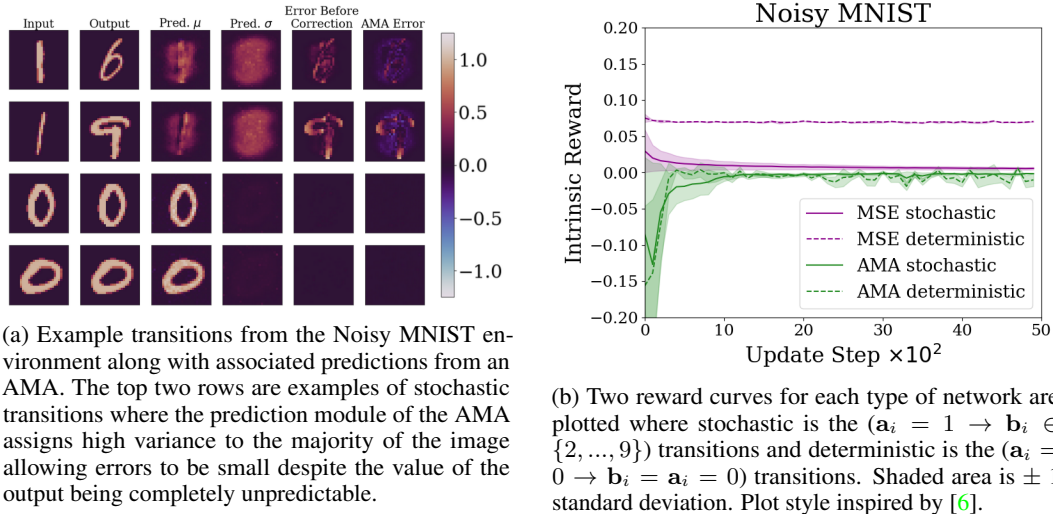 Input Output Pred. μ Pred. σ Error Before Correction AMA Error
1.0
0.5
0.0
−0.5
−1.0
(a) Example transitions from the Noisy MNIST en-
vironment along with associated predictions from an
AMA. The top two rows are examples of stochastic
transitions where the prediction module of the AMA
assigns high variance to the majority of the image
allowing errors to be small despite the value of the
output being completely unpredictable.
Noisy MNIST
Intrinsic Reward
0.20
0.15
0.10
0.05
0.00
−0.05
−0.10
−0.15
−0.20
MSE stochastic
MSE deterministic
AMA stochastic
AMA deterministic
0 10 20 30 40 50
Update Step ×10²
(b) Two reward curves for each type of network are
plotted where stochastic is the (aᵢ = 1 → bᵢ ∈
{2, ..., 9}) transitions and deterministic is the (aᵢ =
0 → bᵢ = aᵢ = 0) transitions. Shaded area is ± 1
standard deviation. Plot style inspired by [6].